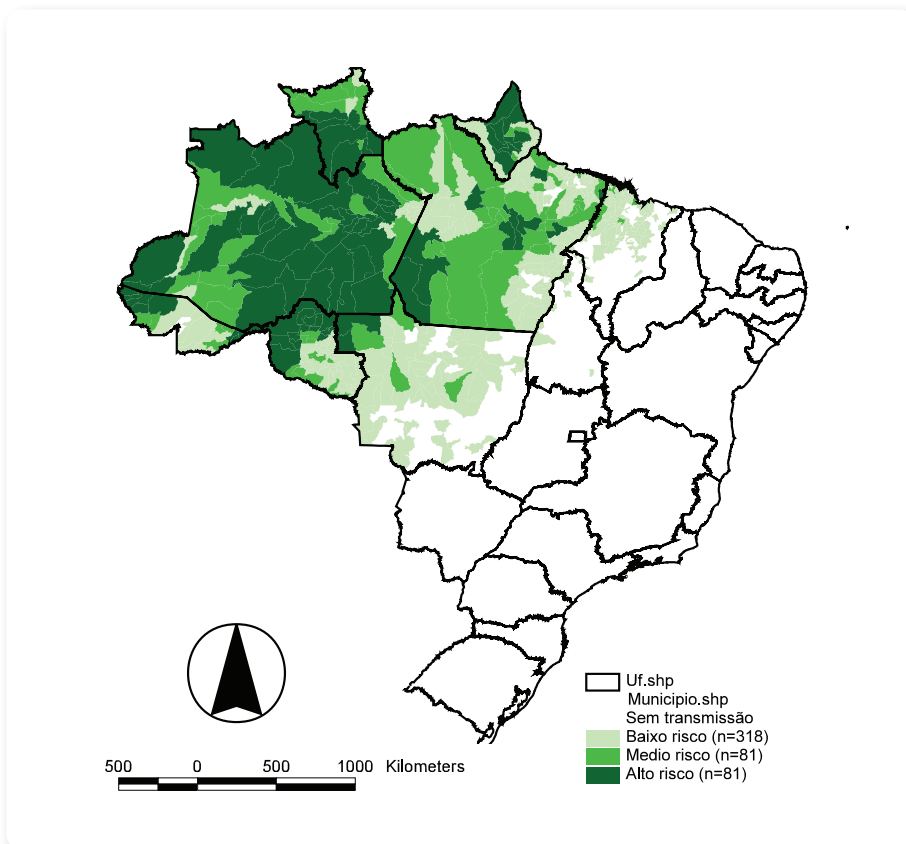 Uf.shp
Municipio.shp
Sem transmissão
Baixo risco (n=318)
Medio risco (n=81)
Alto risco (n=81)
500 0 500 1000 Kilometers